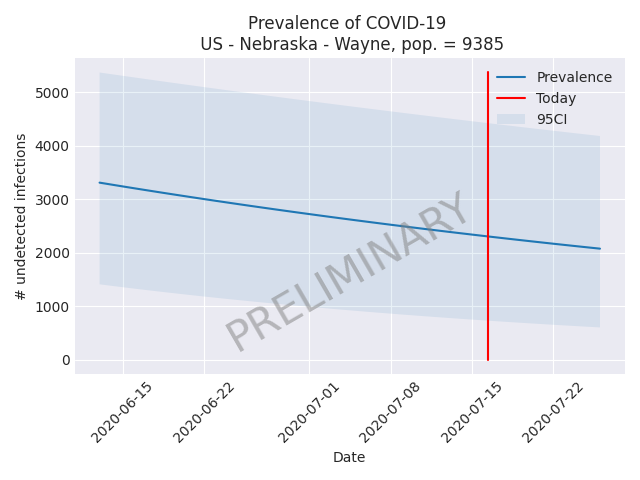 Prevalence of COVID-19
US - Nebraska - Wayne, pop. = 9385
Prevalence
Today
95CI
# undetected infections
5000
4000
3000
2000
1000
0
PRELIMINARY
2020-06-15
2020-06-22
2020-07-01
2020-07-08
2020-07-15
2020-07-22
Date